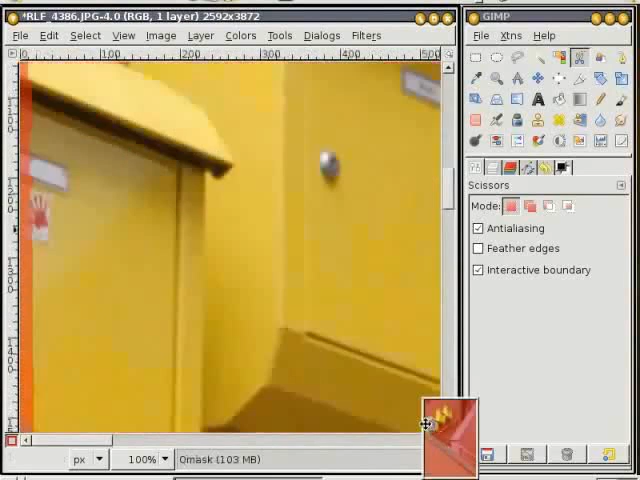 *RLF_4386.JPG-4.0 (RGB, 1 layer) 2592x3872
File Edit Select View Image Layer Colors Tools Dialogs Filters
0 100 200 300 400 500
px 100% Qmask (103 MB)
GIMP
File Xtns Help
Scissors
Mode:
Antialiasing
Feather edges
Interactive boundary